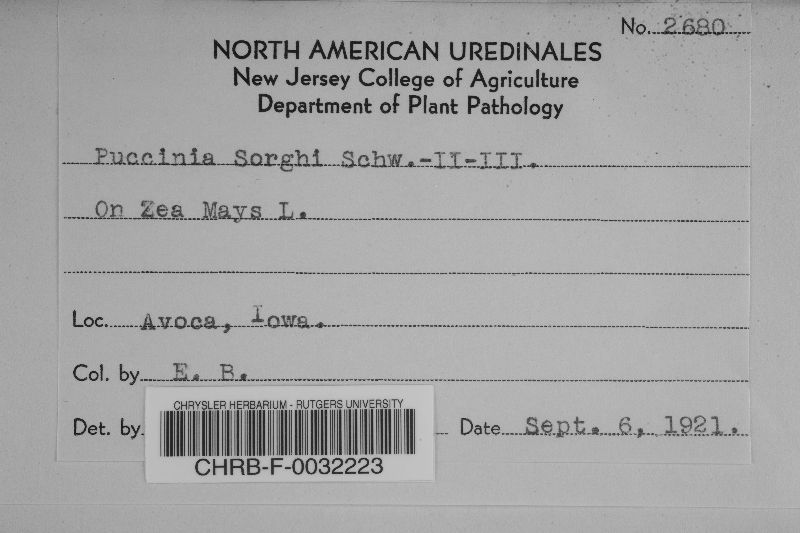 No. 2680
NORTH AMERICAN UREDINALES
New Jersey College of Agriculture
Department of Plant Pathology
Puccinia Sorghi Schw.-II-III.
On Zea Mays L.
Loc. Avoca, Iowa.
Col. by E. B.
Det. by Date Sept. 6, 1921.
CHRYSLER HERBARIUM - RUTGERS UNIVERSITY
CHRB-F-0032223